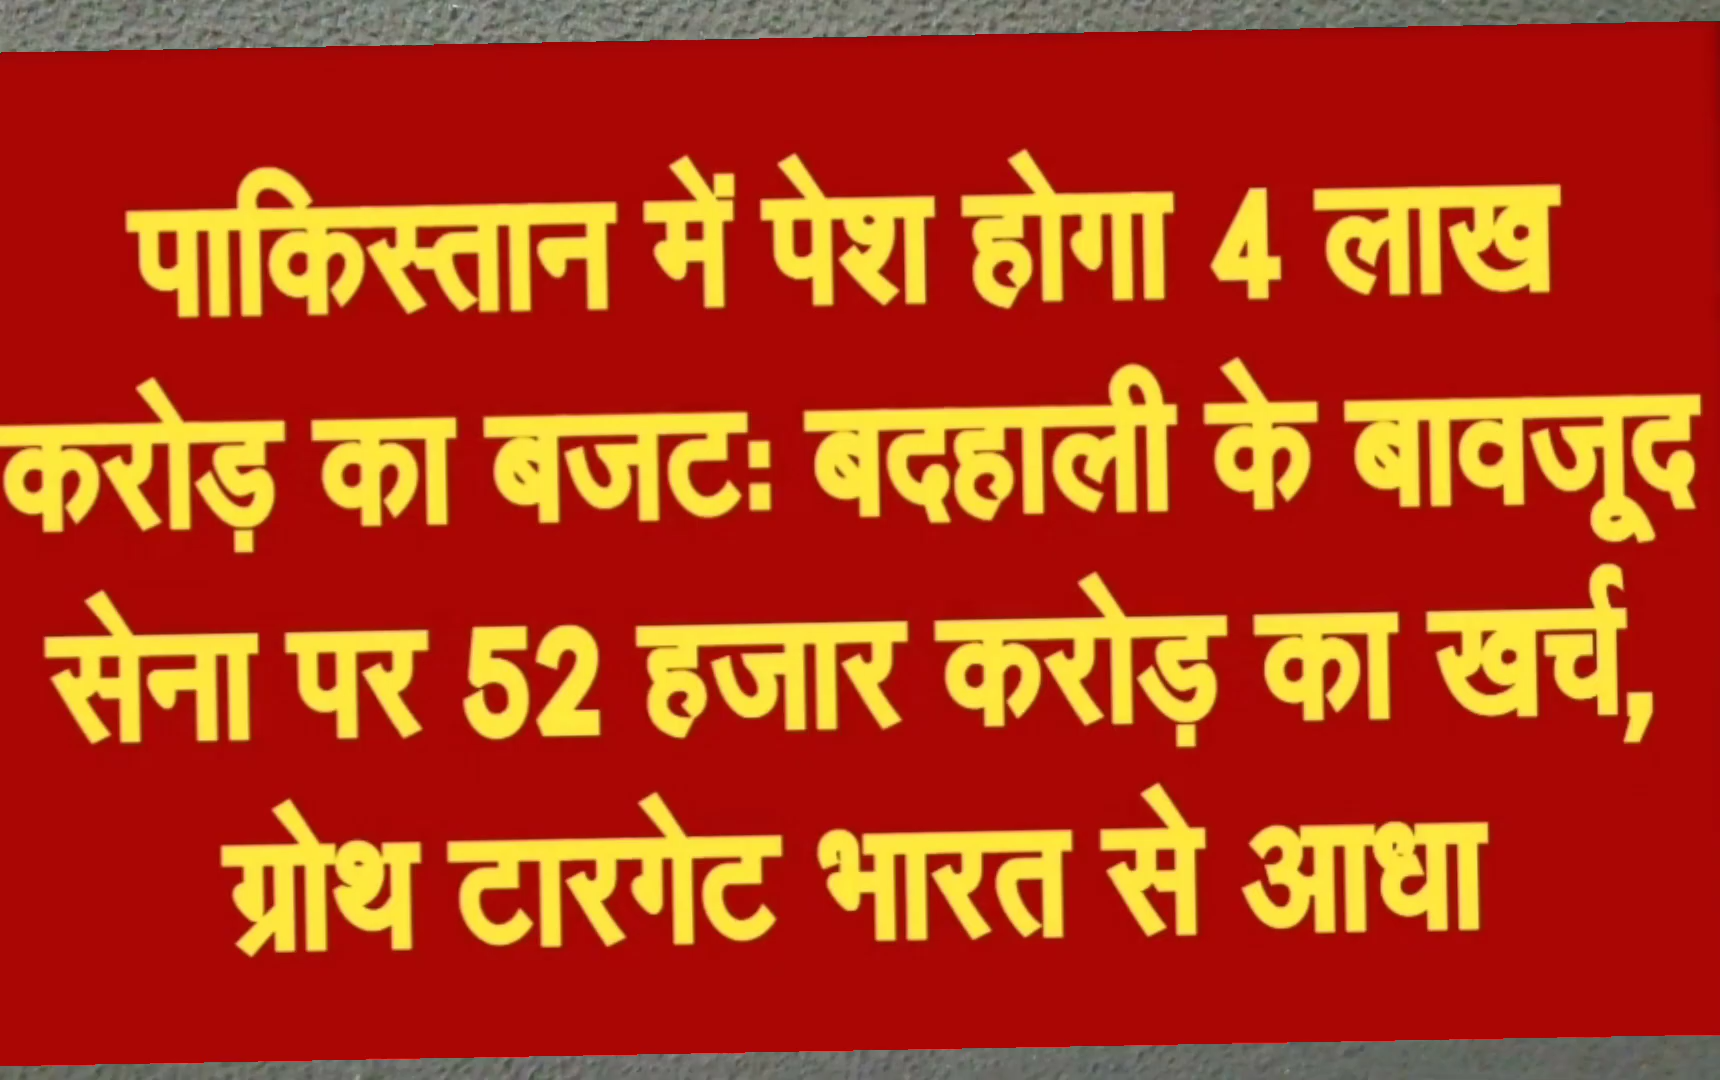 पाकिस्तान में पेश होगा 4 लाख
करोड़ का बजट: बदहाली के बावजूद
सेना पर 52 हजार करोड़ का खर्च,
ग्रोथ टारगेट भारत से आधा